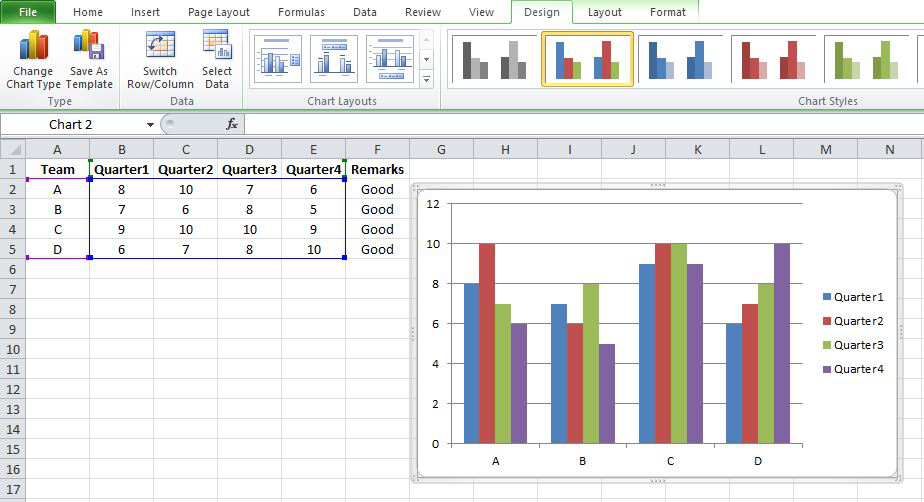 File Home Insert Page Layout Formulas Data Review View Design Layout Format
Change Chart Type Save As Template Switch Row/Column Select Data
Type Data Chart Layouts Chart Styles
Chart 2 fx
A B C D E F G H I J K L M N
1 Team Quarter1 Quarter2 Quarter3 Quarter4 Remarks
2 A 8 10 7 6 Good
3 B 7 6 8 5 Good
4 C 9 10 10 9 Good
5 D 6 7 8 10 Good
6
7
8
9
10
11
12
13
14
15
16
17
12
10
8
6
4
2
0
A B C D
Quarter1
Quarter2
Quarter3
Quarter4